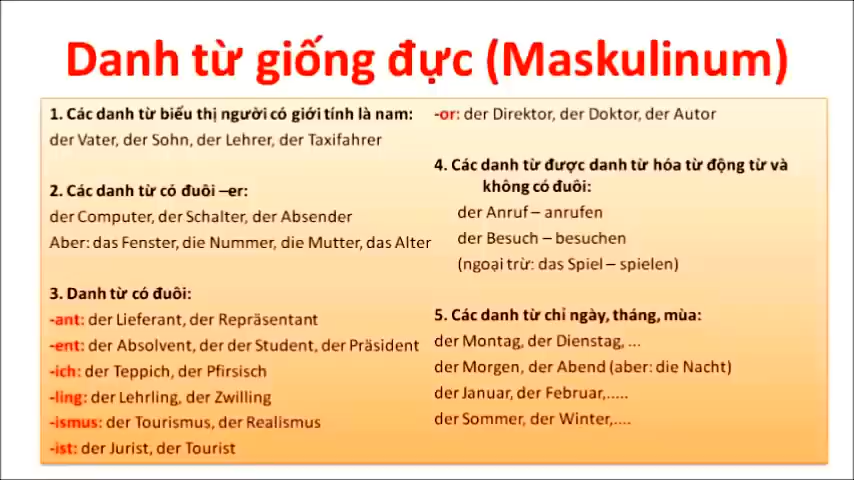 Danh từ giống đực (Maskulinum)
1. Các danh từ biểu thị người có giới tính là nam:
der Vater, der Sohn, der Lehrer, der Taxifahrer
2. Các danh từ có đuôi –er:
der Computer, der Schalter, der Absender
Aber: das Fenster, die Nummer, die Mutter, das Alter
3. Danh từ có đuôi:
-ant: der Lieferant, der Repräsentant
-ent: der Absolvent, der der Student, der Präsident
-ich: der Teppich, der Pfirsisch
-ling: der Lehrling, der Zwilling
-ismus: der Tourismus, der Realismus
-ist: der Jurist, der Tourist
-or: der Direktor, der Doktor, der Autor
4. Các danh từ được danh từ hóa từ động từ và
không có đuôi:
der Anruf – anrufen
der Besuch – besuchen
(ngoại trừ: das Spiel – spielen)
5. Các danh từ chỉ ngày, tháng, mùa:
der Montag, der Dienstag, ...
der Morgen, der Abend (aber: die Nacht)
der Januar, der Februar,.....
der Sommer, der Winter,....